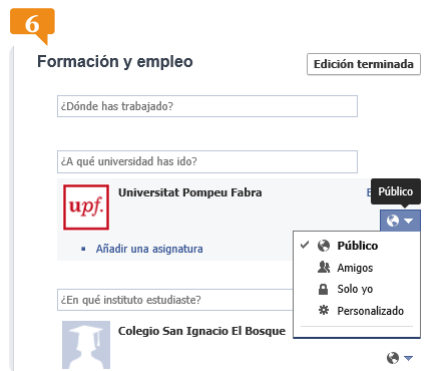 6
Formación y empleo
Edición terminada
¿Dónde has trabajado?
¿A qué universidad has ido?
upf.
Universitat Pompeu Fabra
Público
Añadir una asignatura
Público
Amigos
Solo yo
Personalizado
¿En qué instituto estudiaste?
Colegio San Ignacio El Bosque